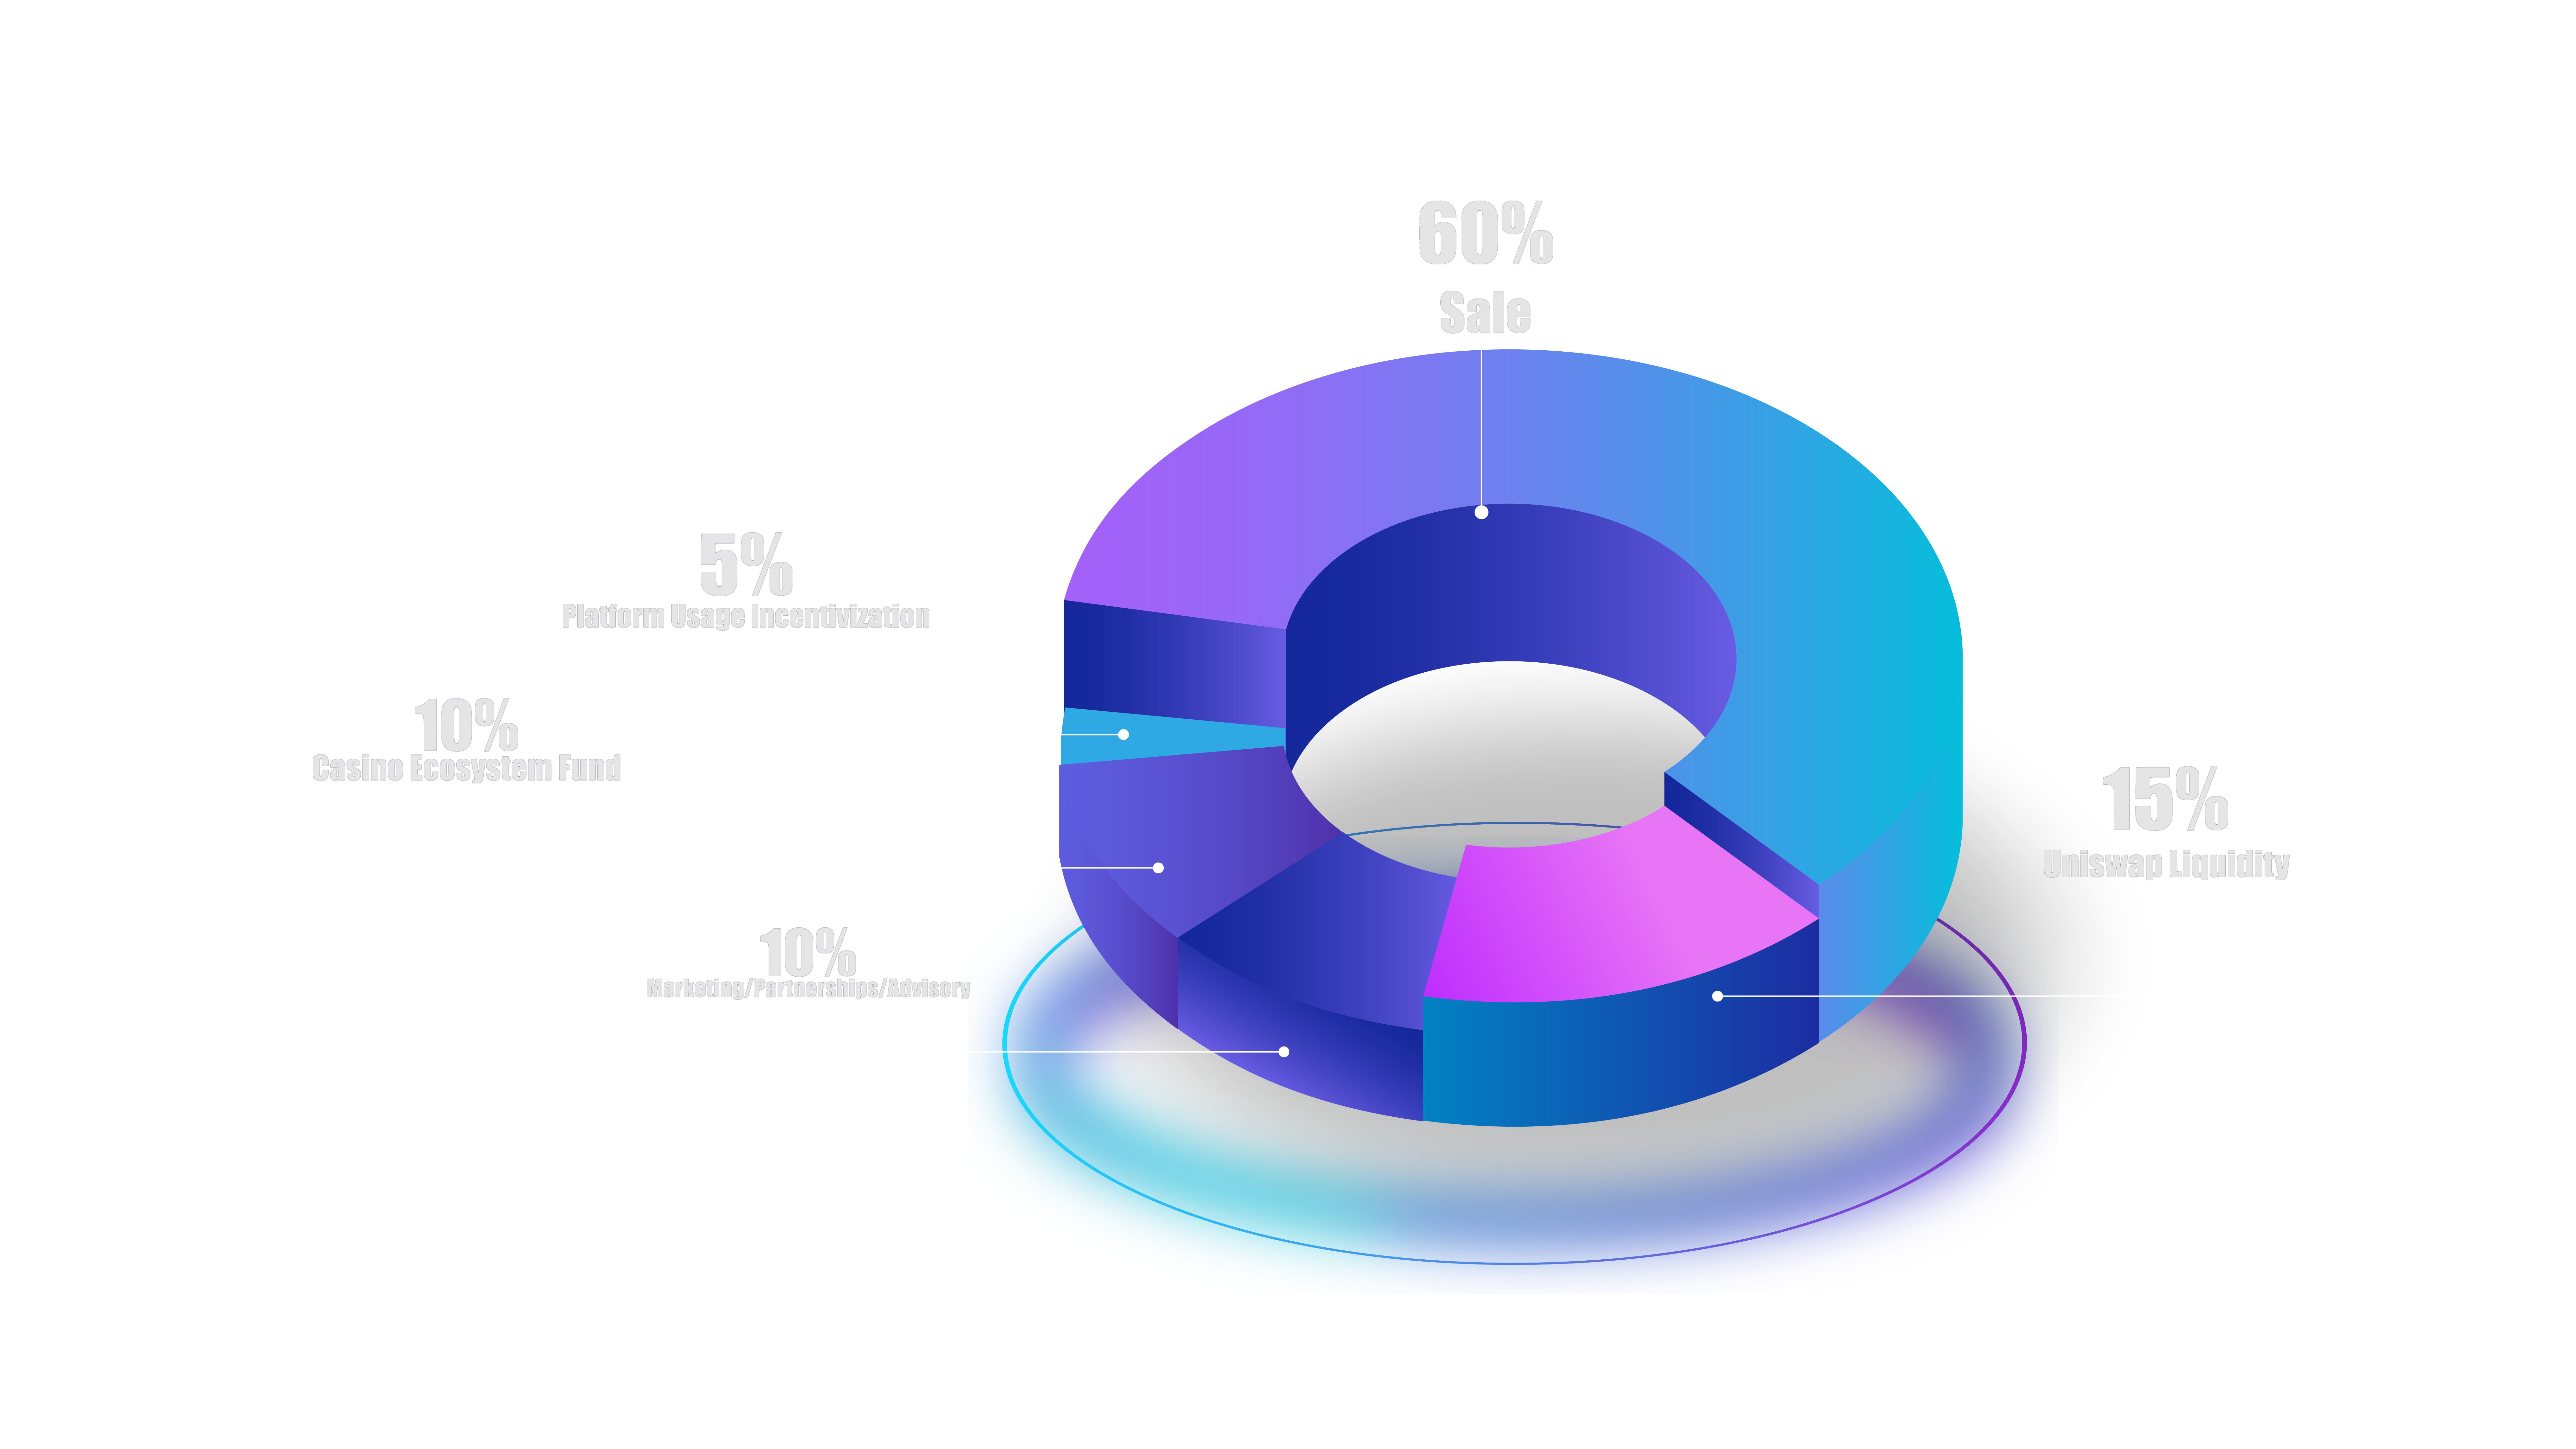 60%
Sale
5%
Platform Usage Incentivization
10%
Casino Ecosystem Fund
15%
Uniswap Liquidity
10%
Marketing/Partnerships/Advisory